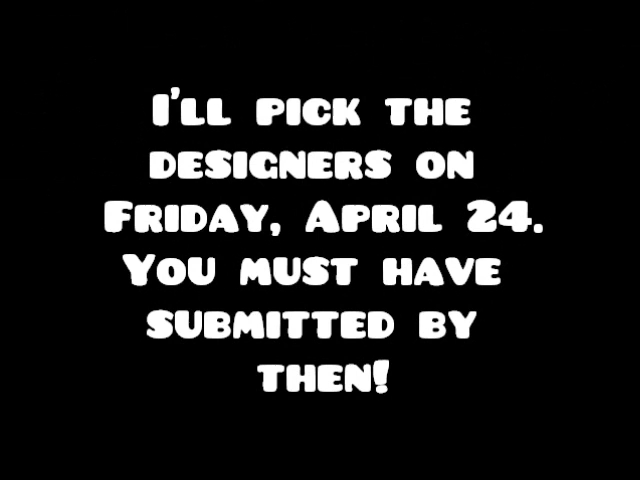 I'll pick the
designers on
Friday, April 24.
You must have
submitted by
then!